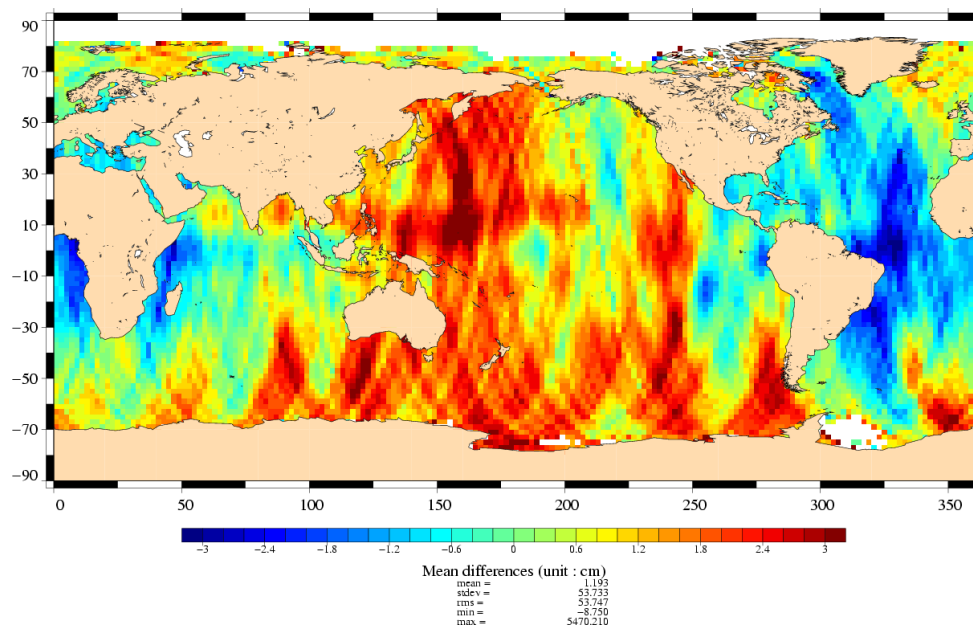 90
70
50
30
10
−10
−30
−50
−70
−90
0 50 100 150 200 250 300 350
−3 −2.4 −1.8 −1.2 −0.6 0 0.6 1.2 1.8 2.4 3
Mean differences (unit : cm)
mean = 1.193
stdev = 53.733
rms = 53.747
min = −8.750
max = 5470.210